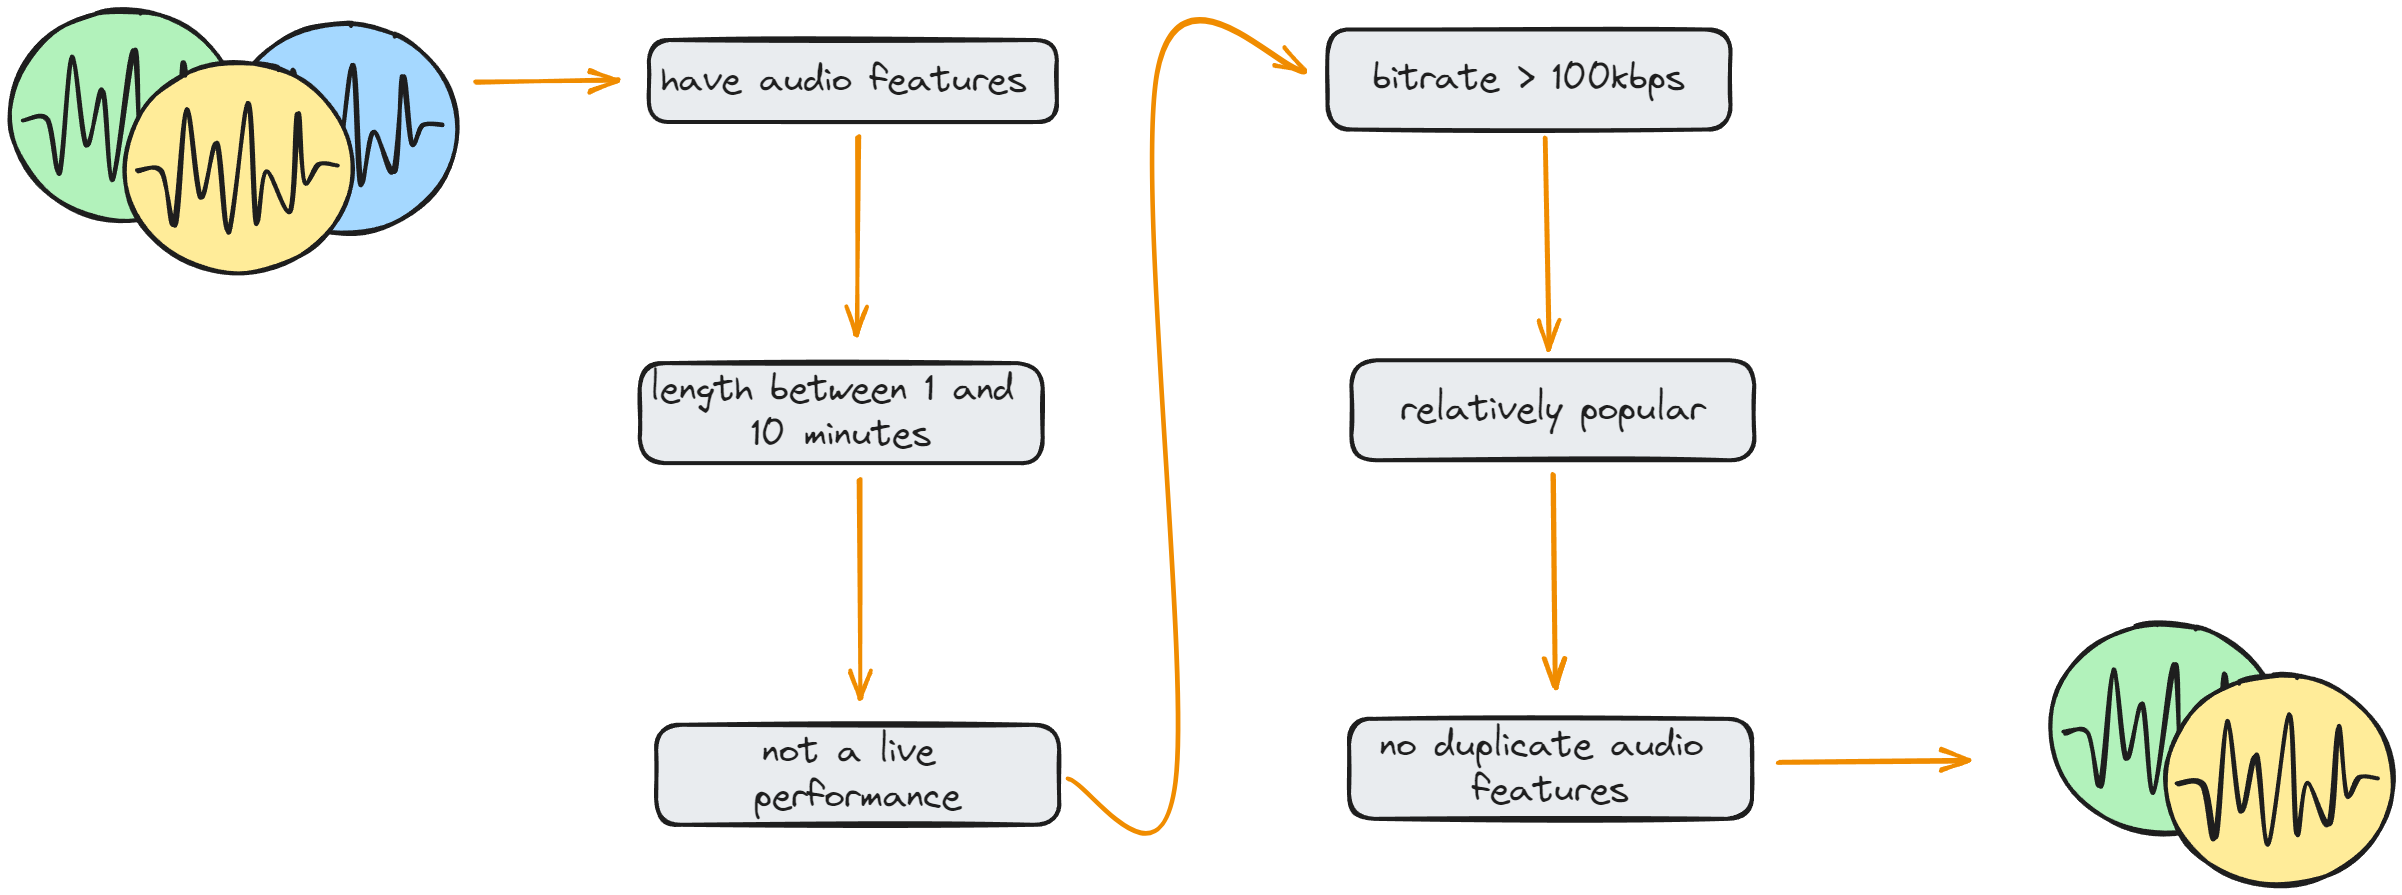 have audio features
length between 1 and
10 minutes
not a live
performance
bitrate > 100kbps
relatively popular
no duplicate audio
features